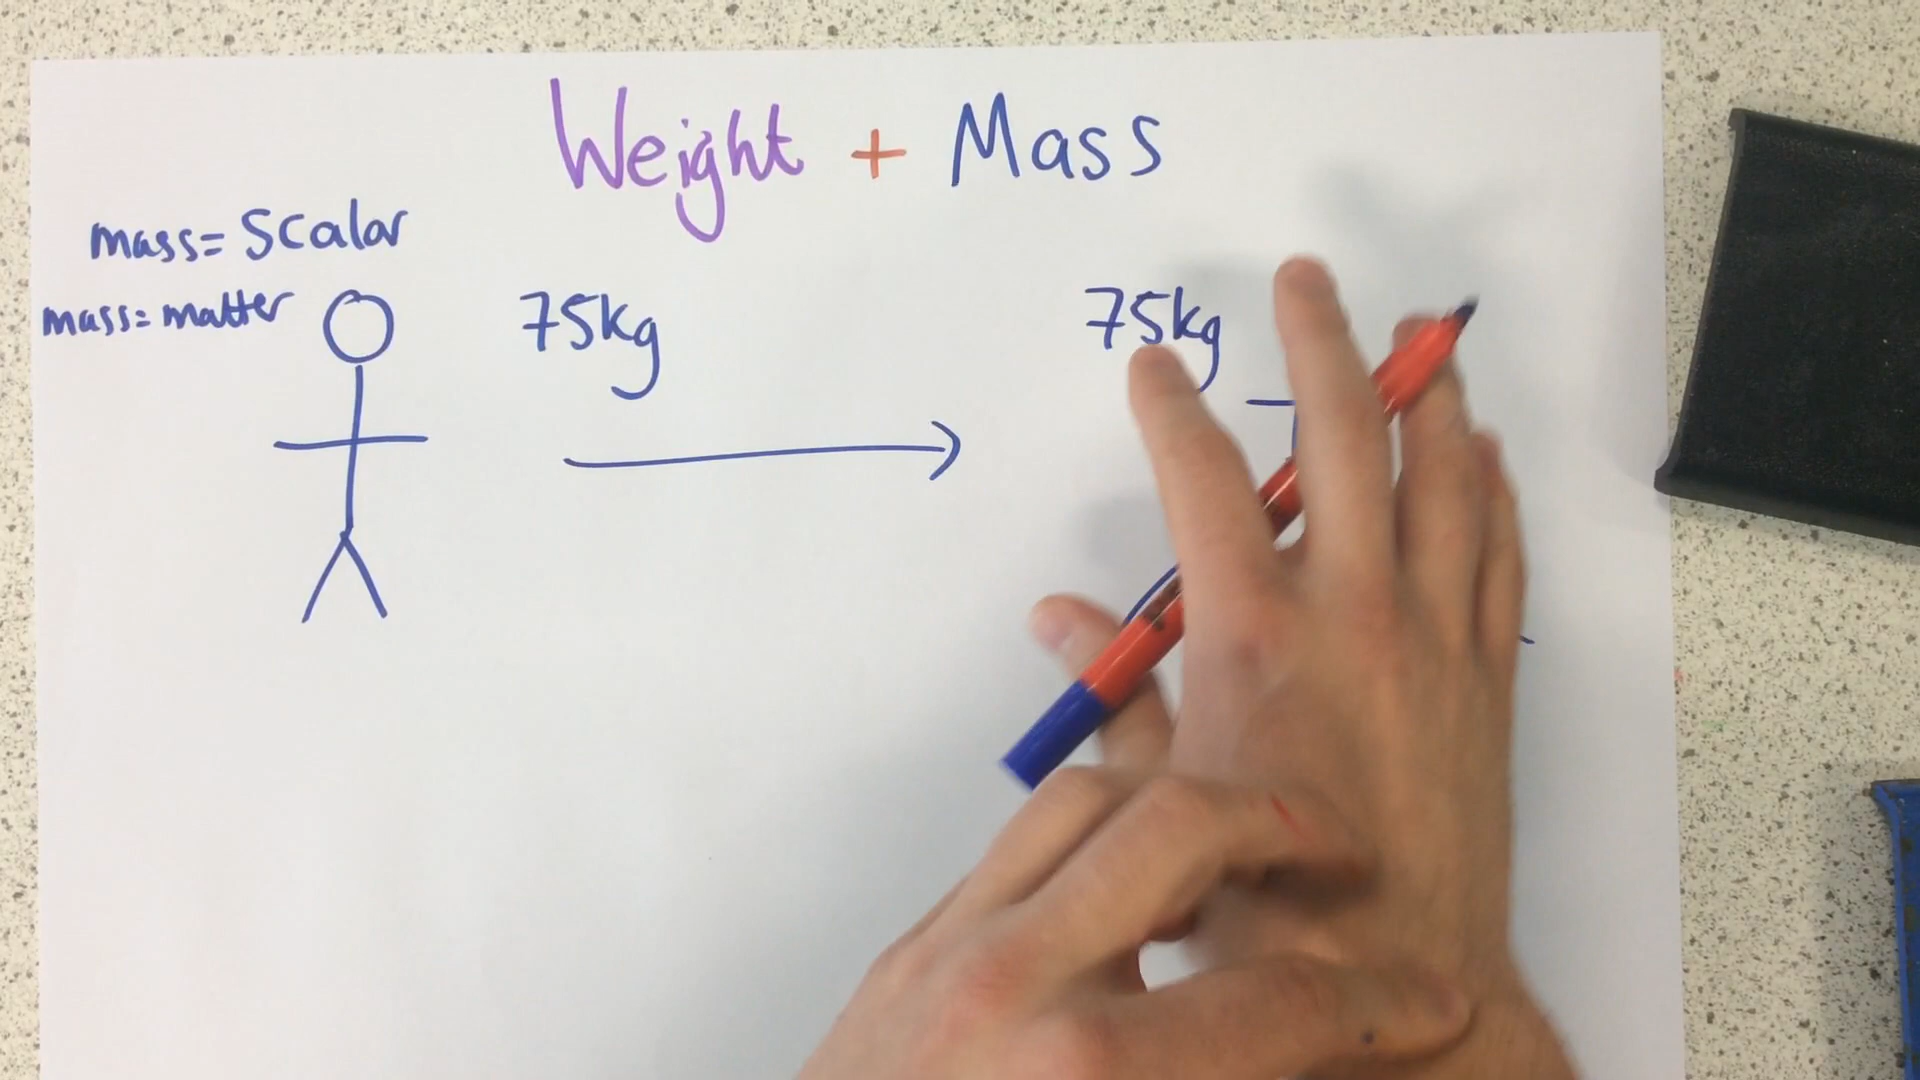 Weight + Mass
mass= Scalar
mass= matter
75kg
75kg